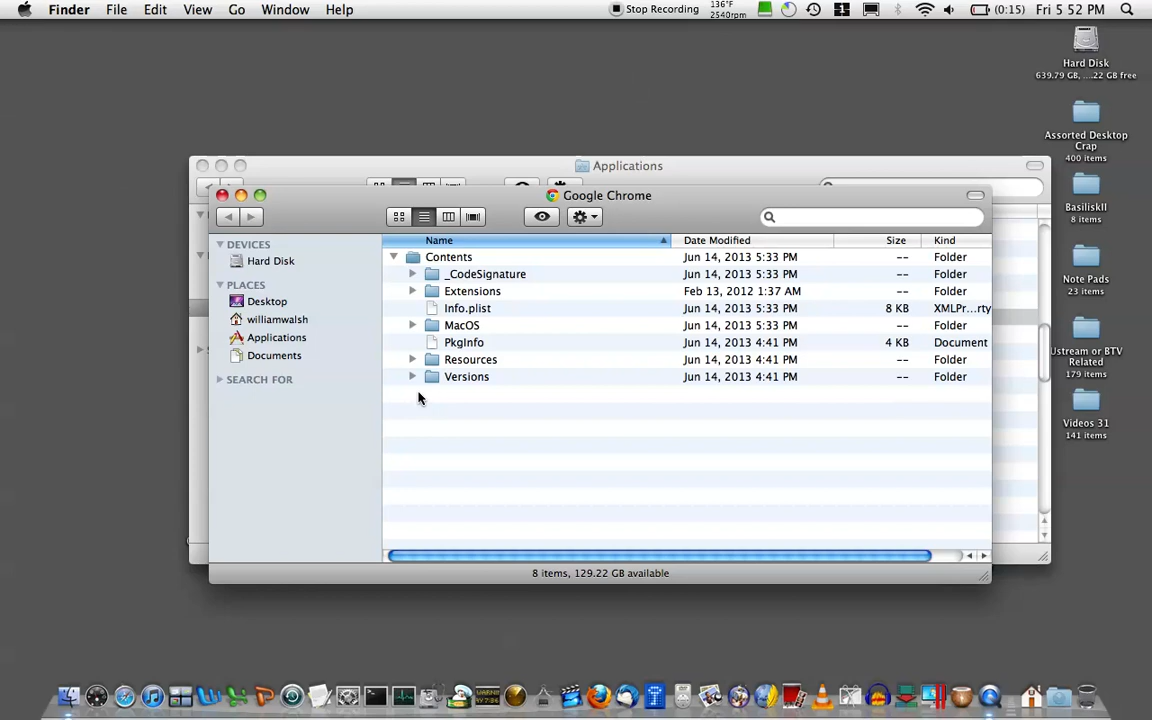 Finder File Edit View Go Window Help Stop Recording 136°F 2540rpm 1 (0:15) Fri 5 52 PM
Hard Disk
639.79 GB, ....22 GB free
Assorted Desktop
Crap
400 items
BasiliskII
8 items
Note Pads
23 items
Ustream or BTV
Related
179 items
Videos 31
141 items
Applications
Google Chrome
DEVICES
Hard Disk
PLACES
Desktop
williamwalsh
Applications
Documents
SEARCH FOR
Name Date Modified Size Kind
Contents Jun 14, 2013 5:33 PM -- Folder
_CodeSignature Jun 14, 2013 5:33 PM -- Folder
Extensions Feb 13, 2012 1:37 AM -- Folder
Info.plist Jun 14, 2013 5:33 PM 8 KB XMLPr...rty
MacOS Jun 14, 2013 5:33 PM -- Folder
PkgInfo Jun 14, 2013 4:41 PM 4 KB Document
Resources Jun 14, 2013 4:41 PM -- Folder
Versions Jun 14, 2013 4:41 PM -- Folder
8 items, 129.22 GB available